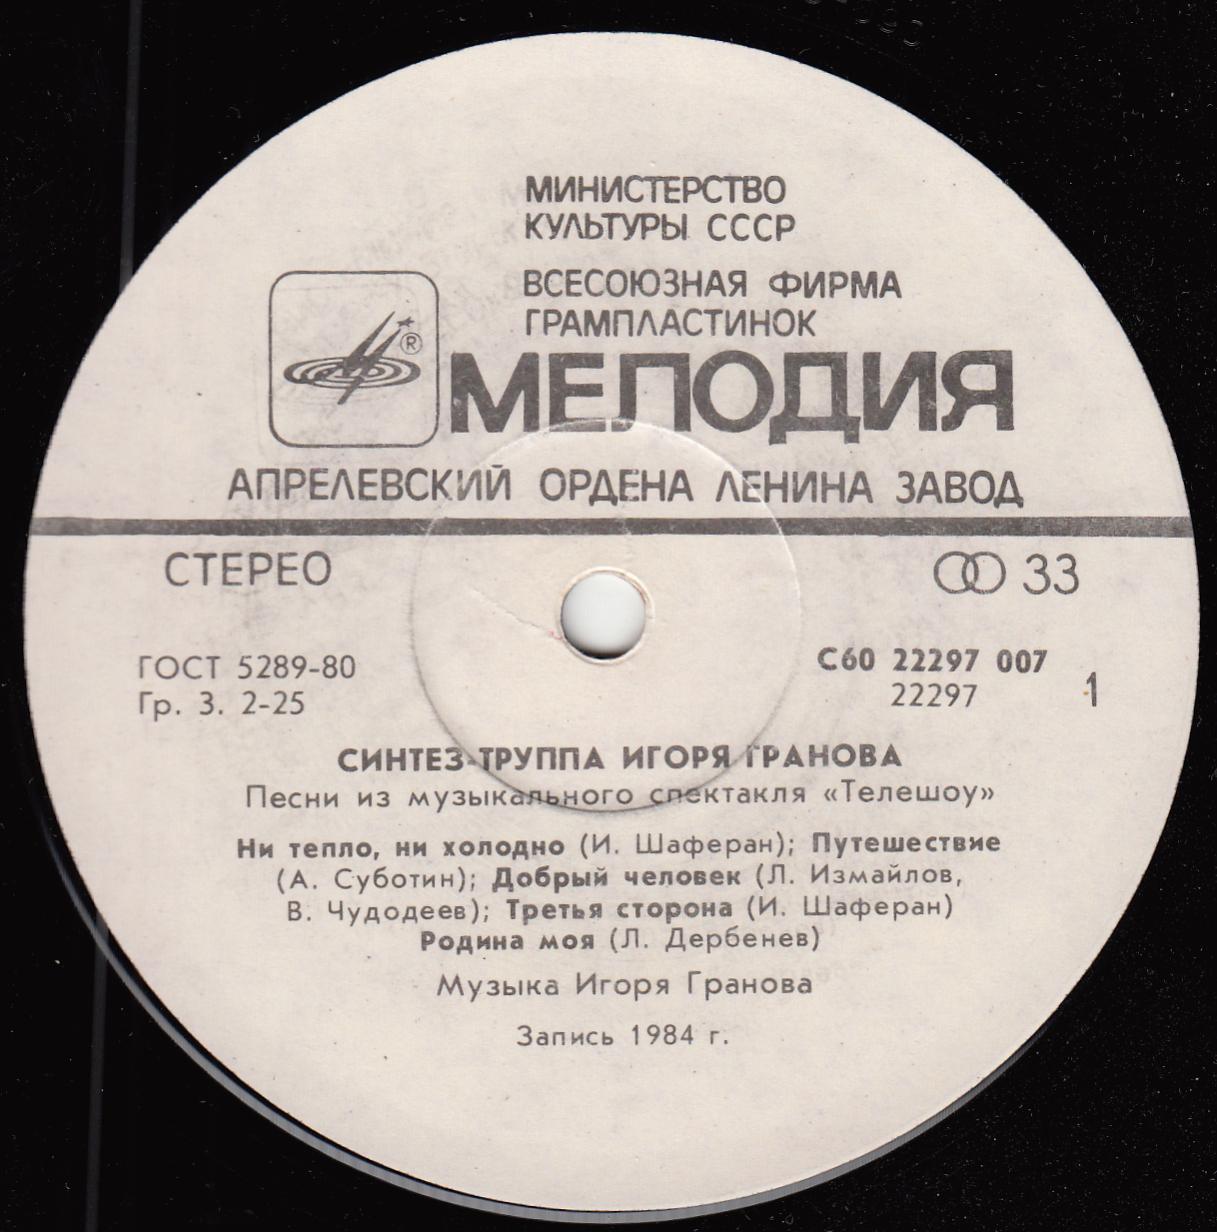 МИНИСТЕРСТВО
КУЛЬТУРЫ СССР
ВСЕСОЮЗНАЯ ФИРМА
ГРАМПЛАСТИНОК
®
МЕЛОДИЯ
АПРЕЛЕВСКИЙ ОРДЕНА ЛЕНИНА ЗАВОД
СТЕРЕО
33
ГОСТ 5289-80
Гр. 3. 2-25
С60 22297 007
22297
1
СИНТЕЗ-ТРУППА ИГОРЯ ГРАНОВА
Песни из музыкального спектакля «Телешоу»
Ни тепло, ни холодно (И. Шаферан); Путешествие
(А. Суботин); Добрый человек (Л. Измайлов,
В. Чудодеев); Третья сторона (И. Шаферан)
Родина моя (Л. Дербенев)
Музыка Игоря Гранова
Запись 1984 г.